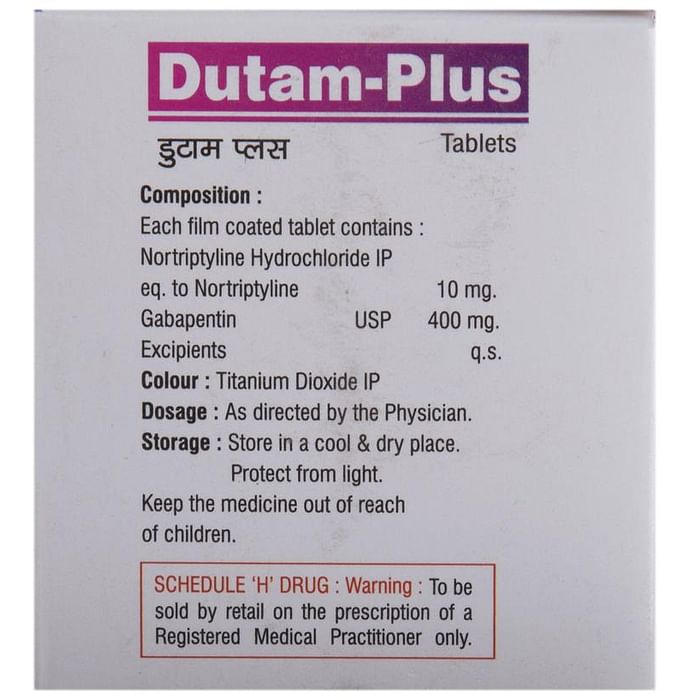 Dutam-Plus
डुटाम प्लस Tablets
Composition :
Each film coated tablet contains :
Nortriptyline Hydrochloride IP
eq. to Nortriptyline 10 mg.
Gabapentin USP 400 mg.
Excipients q.s.
Colour : Titanium Dioxide IP
Dosage : As directed by the Physician.
Storage : Store in a cool & dry place.
Protect from light.
Keep the medicine out of reach
of children.
SCHEDULE 'H' DRUG : Warning : To be
sold by retail on the prescription of a
Registered Medical Practitioner only.